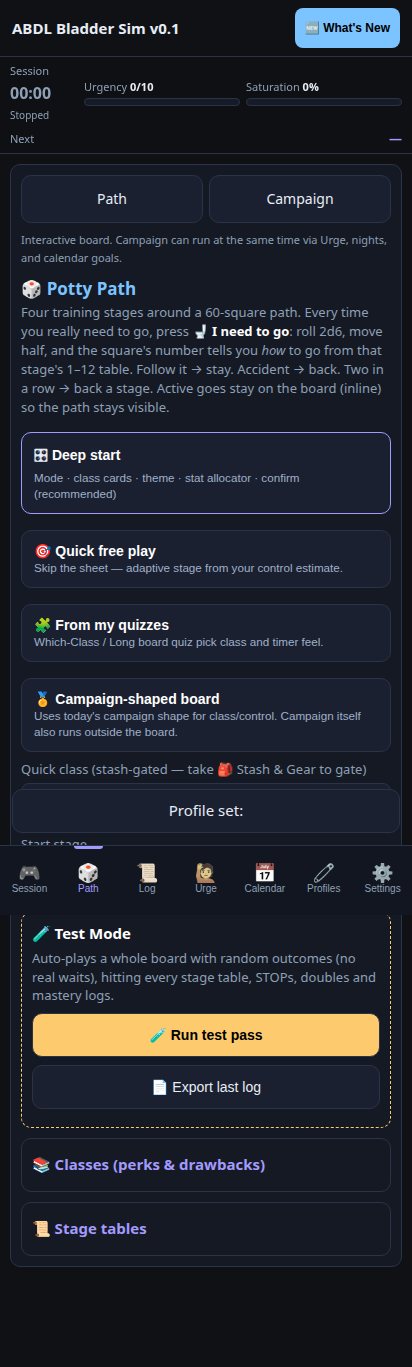 ABDL Bladder Sim v0.1
🆕 What's New
Session
00:00
Stopped
Urgency 0/10
Saturation 0%
Next
—
Path
Campaign
Interactive board. Campaign can run at the same time via Urge, nights,
and calendar goals.
🎲 Potty Path
Four training stages around a 60-square path. Every time
you really need to go, press 🚽 I need to go: roll 2d6, move
half, and the square's number tells you how to go from that
stage's 1–12 table. Follow it → stay. Accident → back. Two in
a row → back a stage. Active goes stay on the board (inline)
so the path stays visible.
🎛️ Deep start
Mode · class cards · theme · stat allocator · confirm
(recommended)
🎯 Quick free play
Skip the sheet — adaptive stage from your control estimate.
🧩 From my quizzes
Which-Class / Long board quiz pick class and timer feel.
🏅 Campaign-shaped board
Uses today's campaign shape for class/control. Campaign itself
also runs outside the board.
Quick class (stash-gated — take 🎒 Stash & Gear to gate)
Profile set:
Start stage
🎮 Session
🎲 Path
📜 Log
🙋 Urge
📅 Calendar
🧷 Profiles
⚙️ Settings
🧪 Test Mode
Auto-plays a whole board with random outcomes (no
real waits), hitting every stage table, STOPs, doubles and
mastery logs.
🧪 Run test pass
📄 Export last log
📚 Classes (perks & drawbacks)
📜 Stage tables